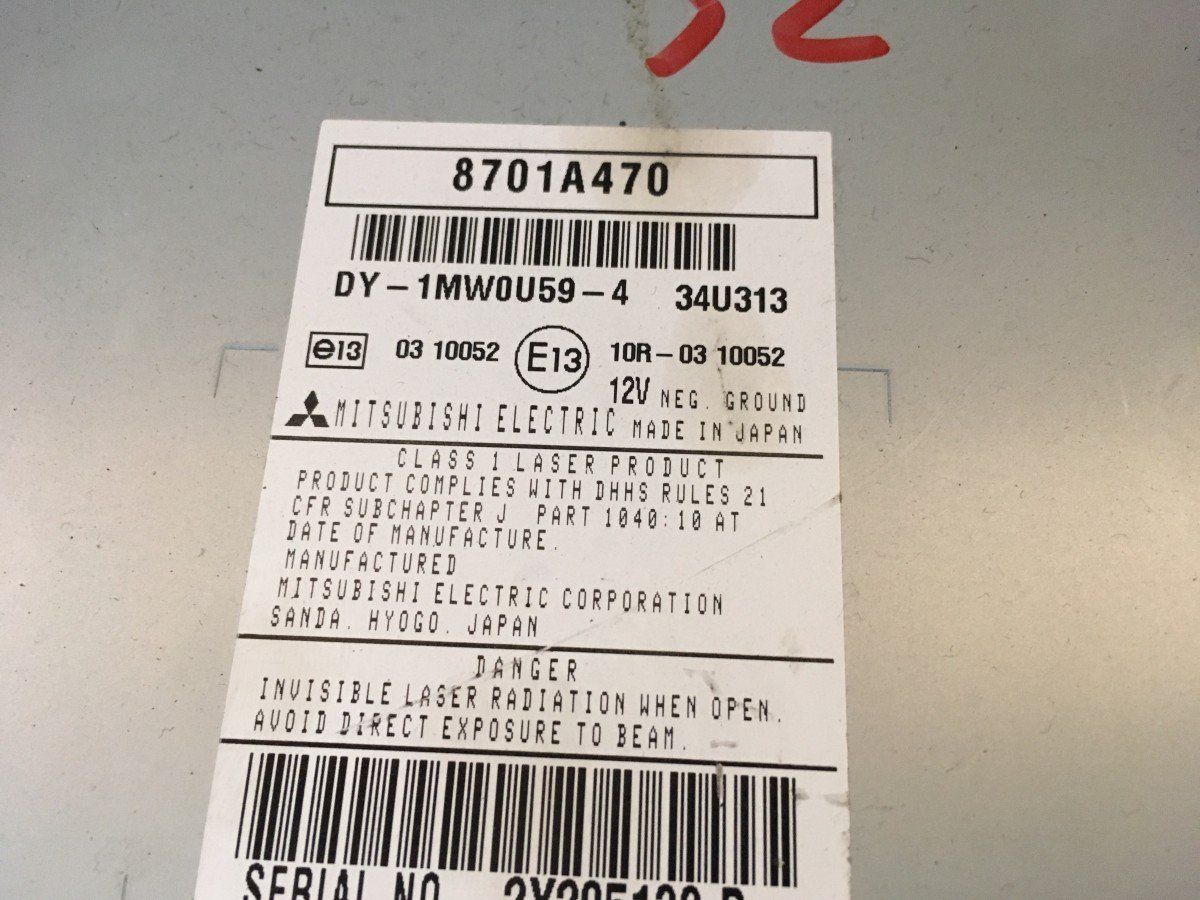 8701A470
DY-1MW0U59-4 34U313
e13 03 10052 E13 10R-03 10052
12V NEG. GROUND
MITSUBISHI ELECTRIC MADE IN JAPAN
CLASS 1 LASER PRODUCT
PRODUCT COMPLIES WITH DHHS RULES 21
CFR SUBCHAPTER J PART 1040:10 AT
DATE OF MANUFACTURE.
MANUFACTURED
MITSUBISHI ELECTRIC CORPORATION
SANDA. HYOGO. JAPAN
DANGER
INVISIBLE LASER RADIATION WHEN OPEN.
AVOID DIRECT EXPOSURE TO BEAM.
SERIAL NO.